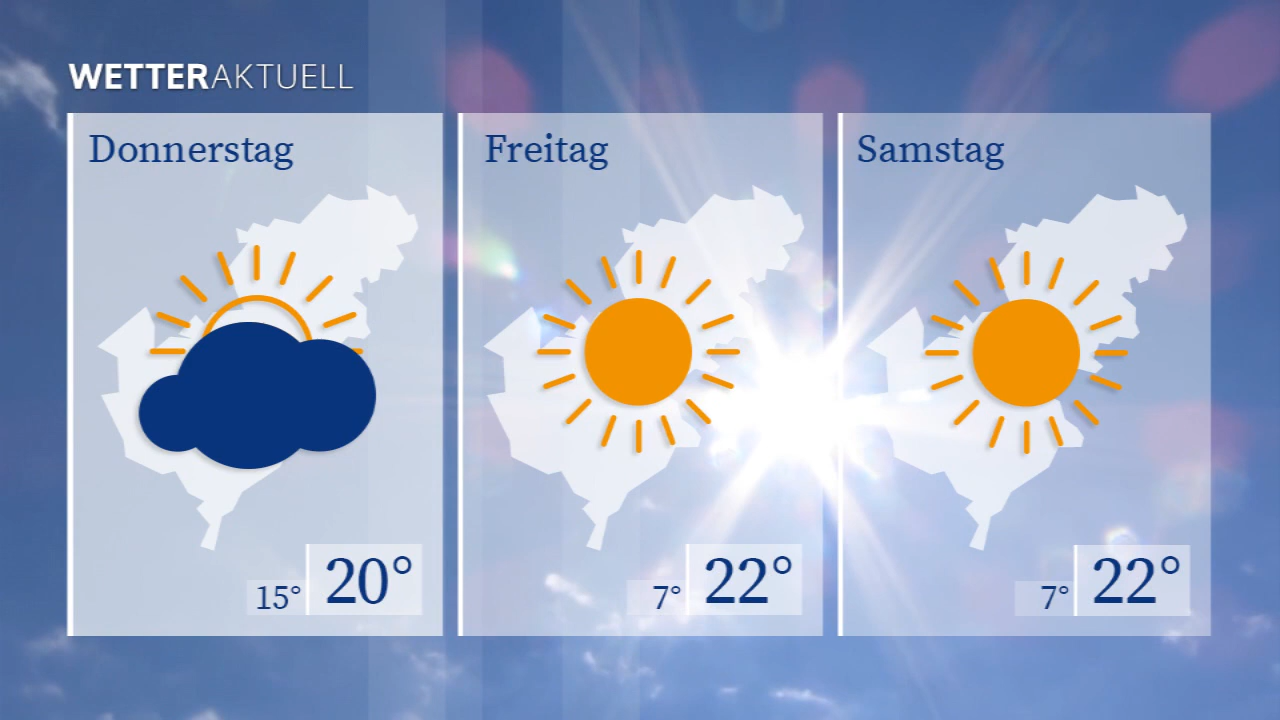 WETTERAKTUELL
Donnerstag
15° 20°
Freitag
7° 22°
Samstag
7° 22°